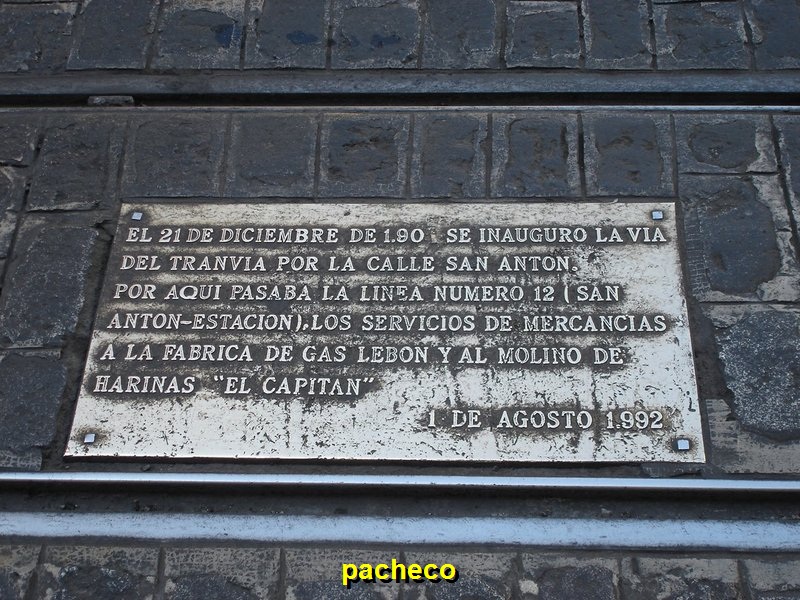 EL 21 DE DICIEMBRE DE 1.90 SE INAUGURO LA VIA
DEL TRANVIA POR LA CALLE SAN ANTON.
POR AQUI PASABA LA LINEA NUMERO 12 (SAN
ANTON-ESTACION), LOS SERVICIOS DE MERCANCIAS
A LA FABRICA DE GAS LEBON Y AL MOLINO DE
HARINAS "EL CAPITAN"
1 DE AGOSTO 1.992
pacheco